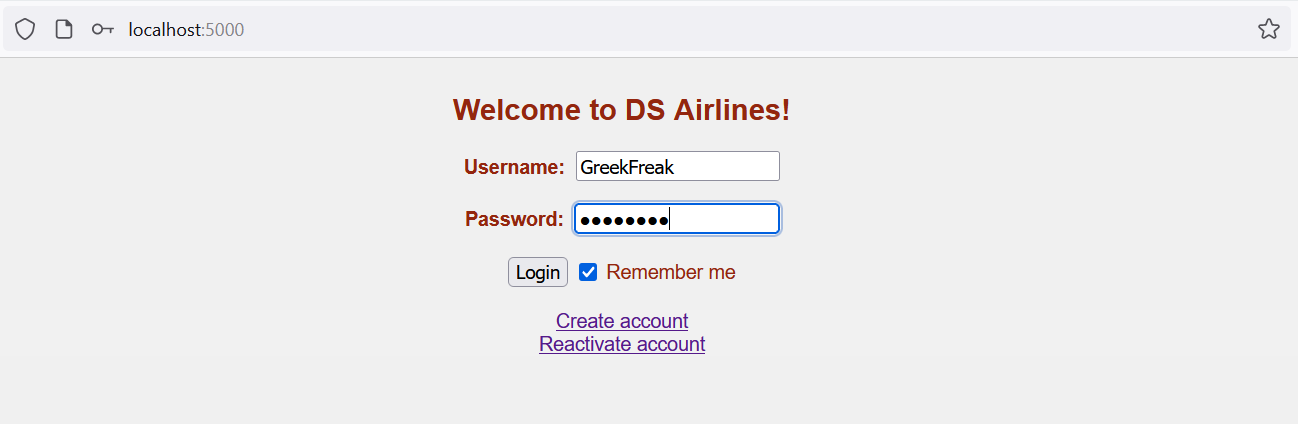 localhost:5000
Welcome to DS Airlines!
Username: GreekFreak
Password: ●●●●●●●●
Login Remember me
Create account
Reactivate account